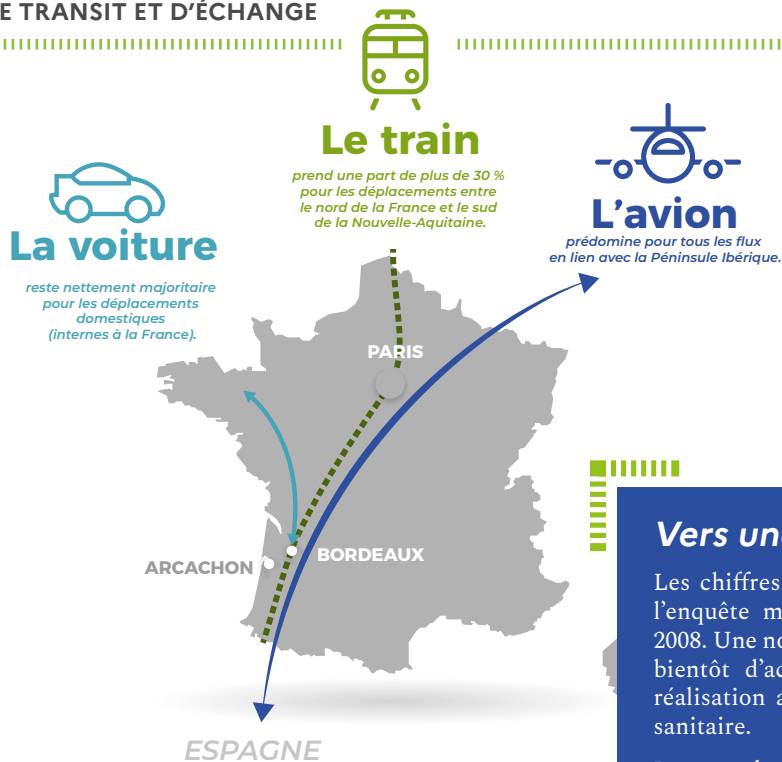 E TRANSIT ET D'ÉCHANGE
Le train
prend une part de plus de 30 %
pour les déplacements entre
le nord de la France et le sud
de la Nouvelle-Aquitaine.
L'avion
prédomine pour tous les flux
en lien avec la Péninsule Ibérique.
La voiture
reste nettement majoritaire
pour les déplacements
domestiques
(internes à la France).
PARIS
BORDEAUX
ARCACHON
ESPAGNE
Vers un
Les chiffres
l'enquête m
2008. Une no
bientôt d'ac
réalisation a
sanitaire.